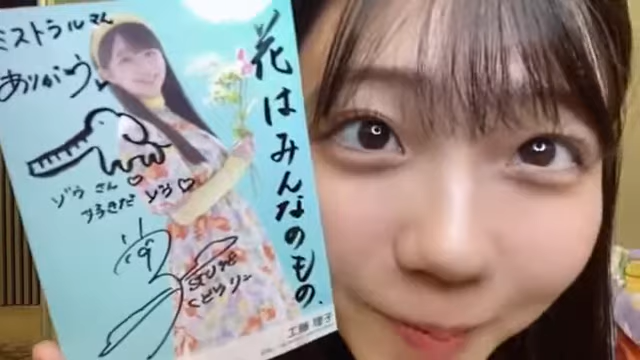 ミストラルさん
ありがとう
ゾウさん♡
すきだゾウ♡
花はみんなのもの.
STU48
工藤 理子